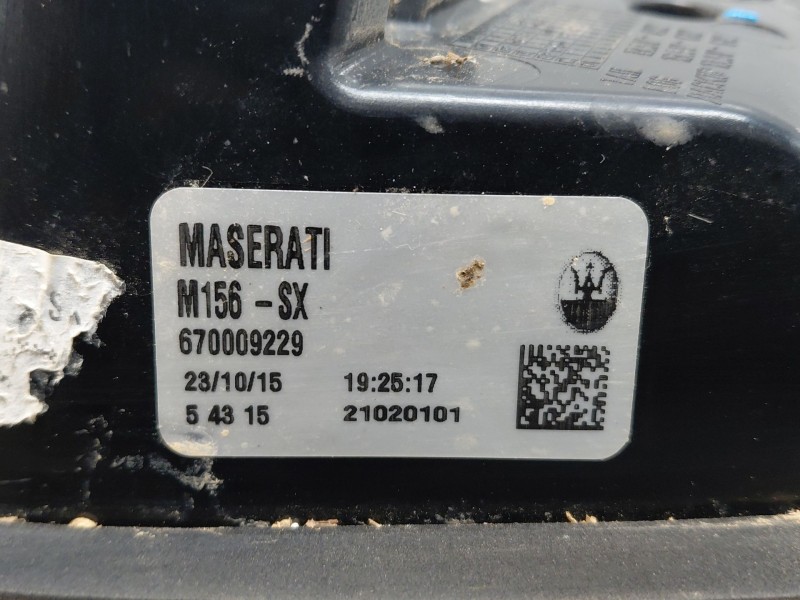 MASERATI
M156 - SX
670009229
23/10/15 19:25:17
5 43 15 21020101